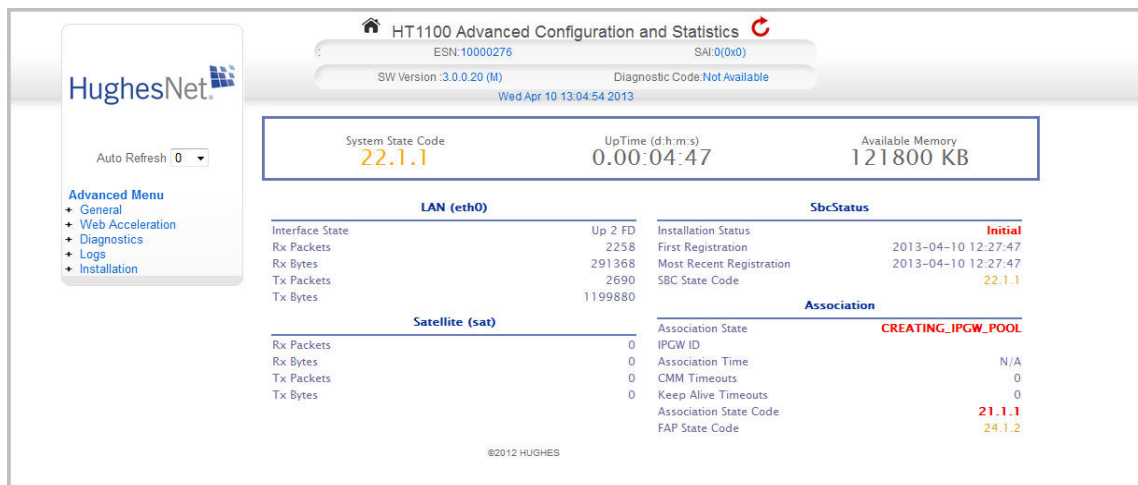 HT1100 Advanced Configuration and Statistics
: ESN:10000276 SAI:0(0x0)
SW Version :3.0.0.20 (M) Diagnostic Code:Not Available
Wed Apr 10 13:04:54 2013
HughesNet.
Auto Refresh 0
Advanced Menu
+ General
+ Web Acceleration
+ Diagnostics
+ Logs
+ Installation
System State Code
22.1.1
UpTime (d:h:m:s)
0.00:04:47
Available Memory
121800 KB
LAN (eth0)
Interface State Up 2 FD
Rx Packets 2258
Rx Bytes 291368
Tx Packets 2690
Tx Bytes 1199880
Satellite (sat)
Rx Packets 0
Rx Bytes 0
Tx Packets 0
Tx Bytes 0
SbcStatus
Installation Status Initial
First Registration 2013-04-10 12:27:47
Most Recent Registration 2013-04-10 12:27:47
SBC State Code 22.1.1
Association
Association State CREATING_IPGW_POOL
IPGW ID
Association Time N/A
CMM Timeouts 0
Keep Alive Timeouts 0
Association State Code 21.1.1
FAP State Code 24.1.2
©2012 HUGHES